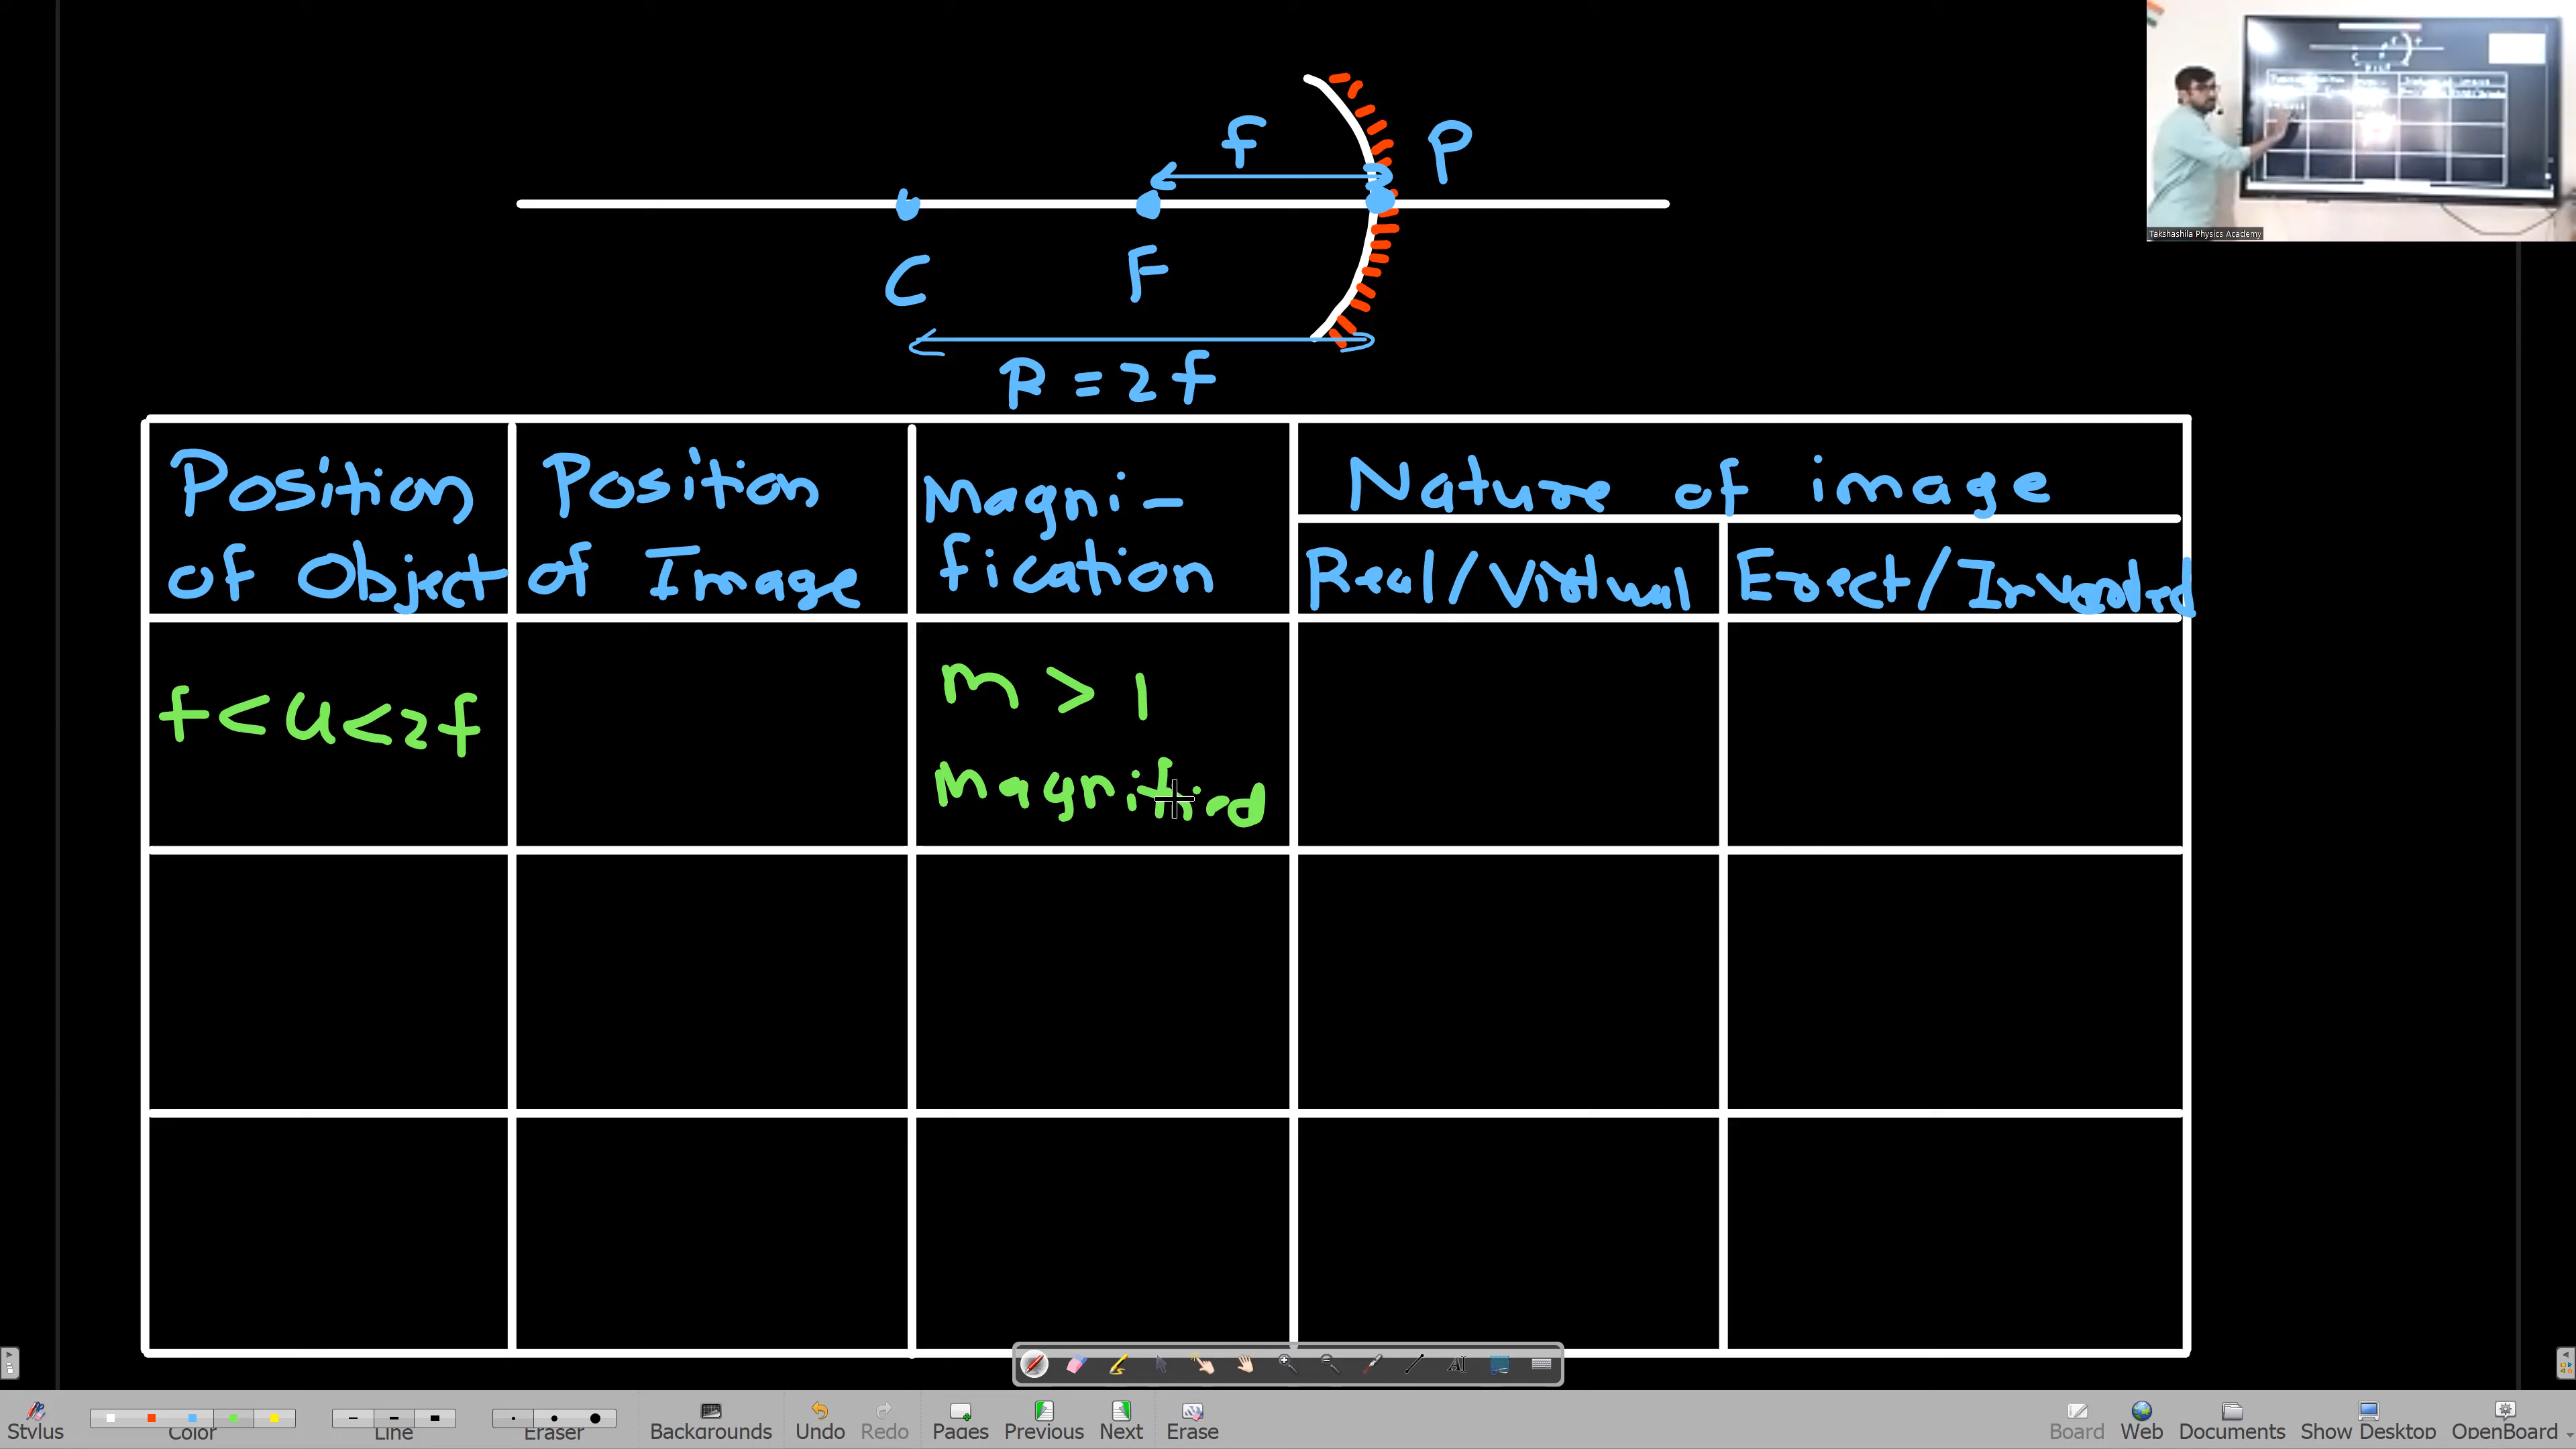 f
P
C
F
R = 2f
Position of Object
Position of Image
Magni-
fication
Nature of image
Real/Virtual
Erect/Inverted
f<u<2f
m > 1
Magnified
Takshashila Physics Academy
Stylus
Color
Line
Eraser
Backgrounds
Undo
Redo
Pages
Previous
Next
Erase
Board
Web
Documents
Show Desktop
OpenBoard